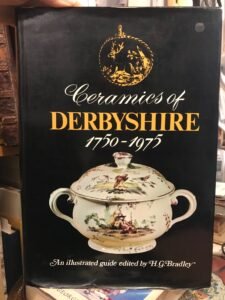 Ceramics of
DERBYSHIRE
1750-1975
An illustrated guide edited by H.G.Bradley